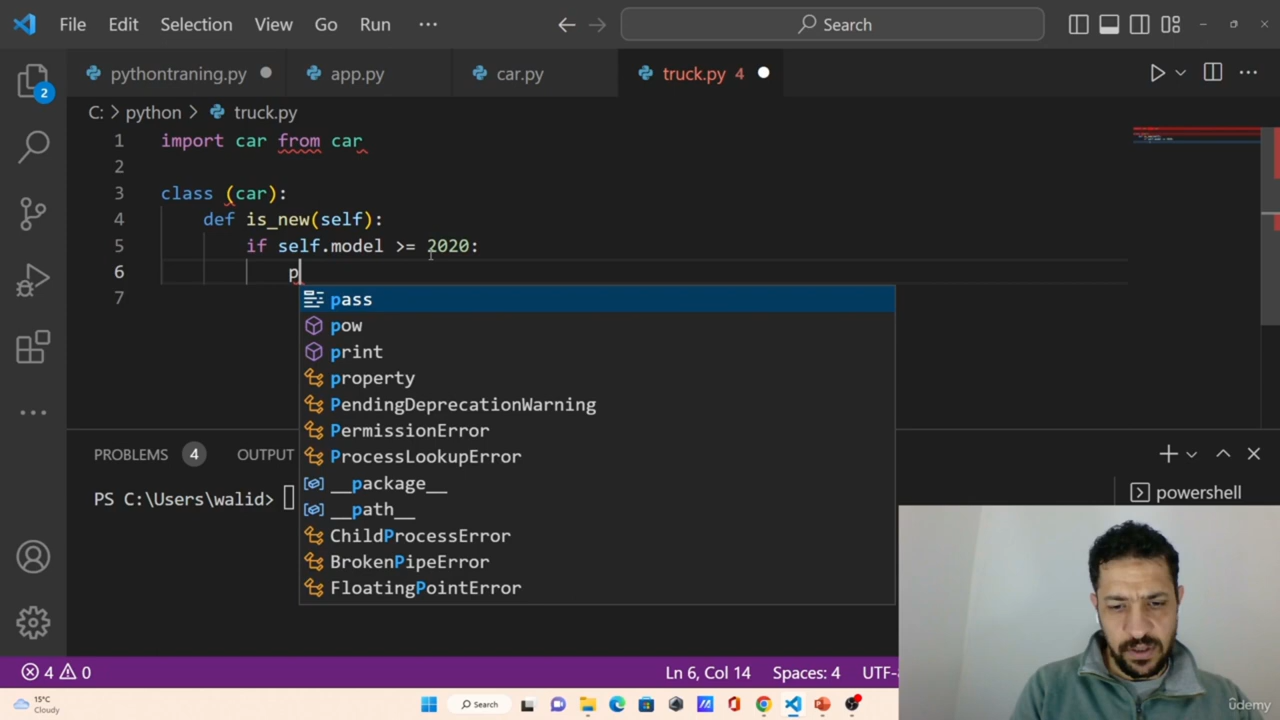 File Edit Selection View Go Run ··· Search
pythontraning.py app.py car.py truck.py 4
2
C: > python > truck.py
1 import car from car
2
3 class (car):
4 def is_new(self):
5 if self.model >= 2020:
6 p
7
pass
pow
print
property
PendingDeprecationWarning
PermissionError
ProcessLookupError
__package__
__path__
ChildProcessError
BrokenPipeError
FloatingPointError
PROBLEMS 4 OUTPUT
PS C:\Users\walid>
powershell
4 0 Ln 6, Col 14 Spaces: 4 UTF-
15°C
Cloudy
Search
udemy